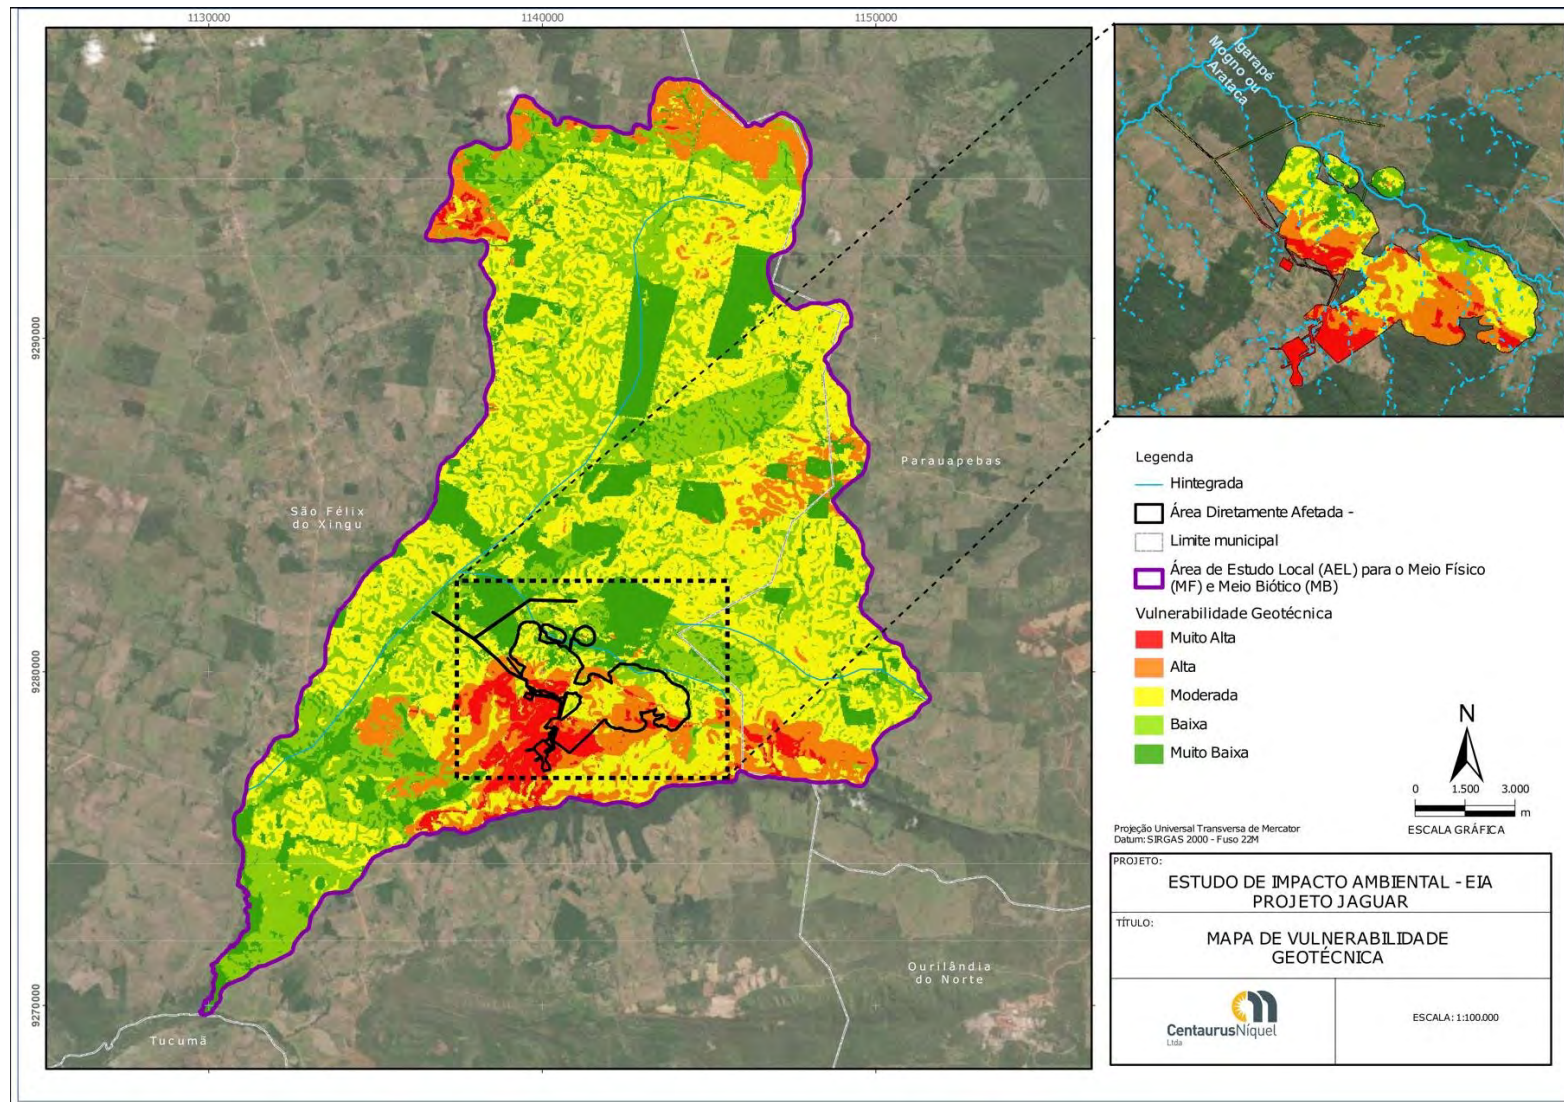 1130000
1140000
1150000
9290000
9280000
9270000
São Félix
do Xingu
Parauapebas
Ourilândia
do Norte
Tucumã
Igarapé
Mogno ou
Arataca
Legenda
Hintegrada
Área Diretamente Afetada -
Limite municipal
Área de Estudo Local (AEL) para o Meio Físico
(MF) e Meio Biótico (MB)
Vulnerabilidade Geotécnica
Muito Alta
Alta
Moderada
Baixa
Muito Baixa
N
0 1.500 3.000
m
ESCALA GRÁFICA
Projeção Universal Transversa de Mercator
Datum: SIRGAS 2000 - Fuso 22M
PROJETO:
ESTUDO DE IMPACTO AMBIENTAL - EIA
PROJETO JAGUAR
TÍTULO:
MAPA DE VULNERABILIDADE
GEOTÉCNICA
CentaurusNíquel
Ltda
ESCALA: 1:100.000